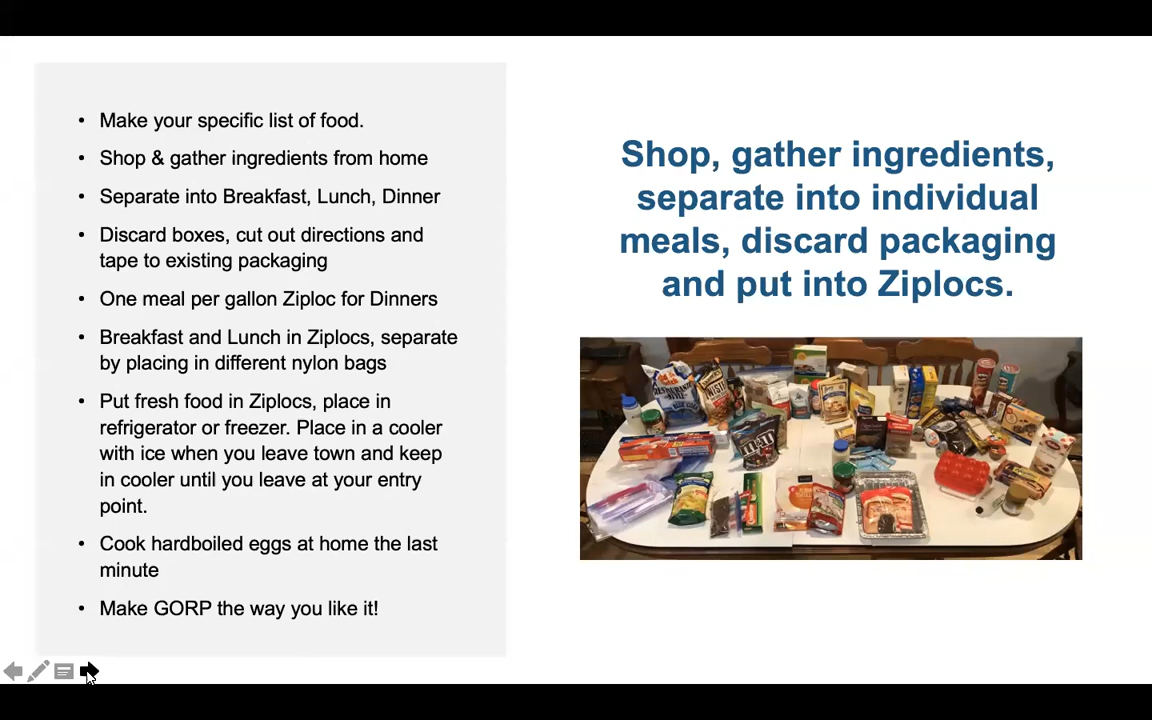 • Make your specific list of food.
• Shop & gather ingredients from home
• Separate into Breakfast, Lunch, Dinner
• Discard boxes, cut out directions and
tape to existing packaging
• One meal per gallon Ziploc for Dinners
• Breakfast and Lunch in Ziplocs, separate
by placing in different nylon bags
• Put fresh food in Ziplocs, place in
refrigerator or freezer. Place in a cooler
with ice when you leave town and keep
in cooler until you leave at your entry
point.
• Cook hardboiled eggs at home the last
minute
• Make GORP the way you like it!
Shop, gather ingredients,
separate into individual
meals, discard packaging
and put into Ziplocs.
m&m's